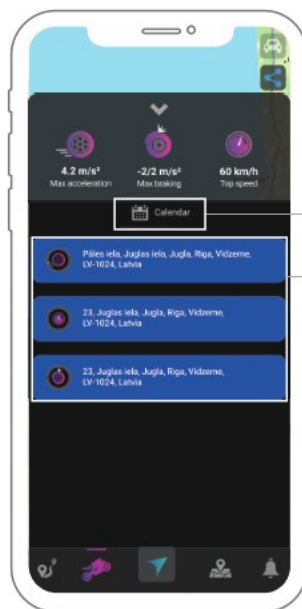 4.2 m/s²
Max acceleration
-2/2 m/s²
Max braking
60 km/h
Top speed
Calendar
Pāles iela, Juglas iela, Jugla, Riga, Vidzeme,
LV-1024, Latvia
23, Juglas iela, Jugla, Riga, Vidzeme,
LV-1024, Latvia
23, Juglas iela, Jugla, Riga, Vidzeme,
LV-1024, Latvia